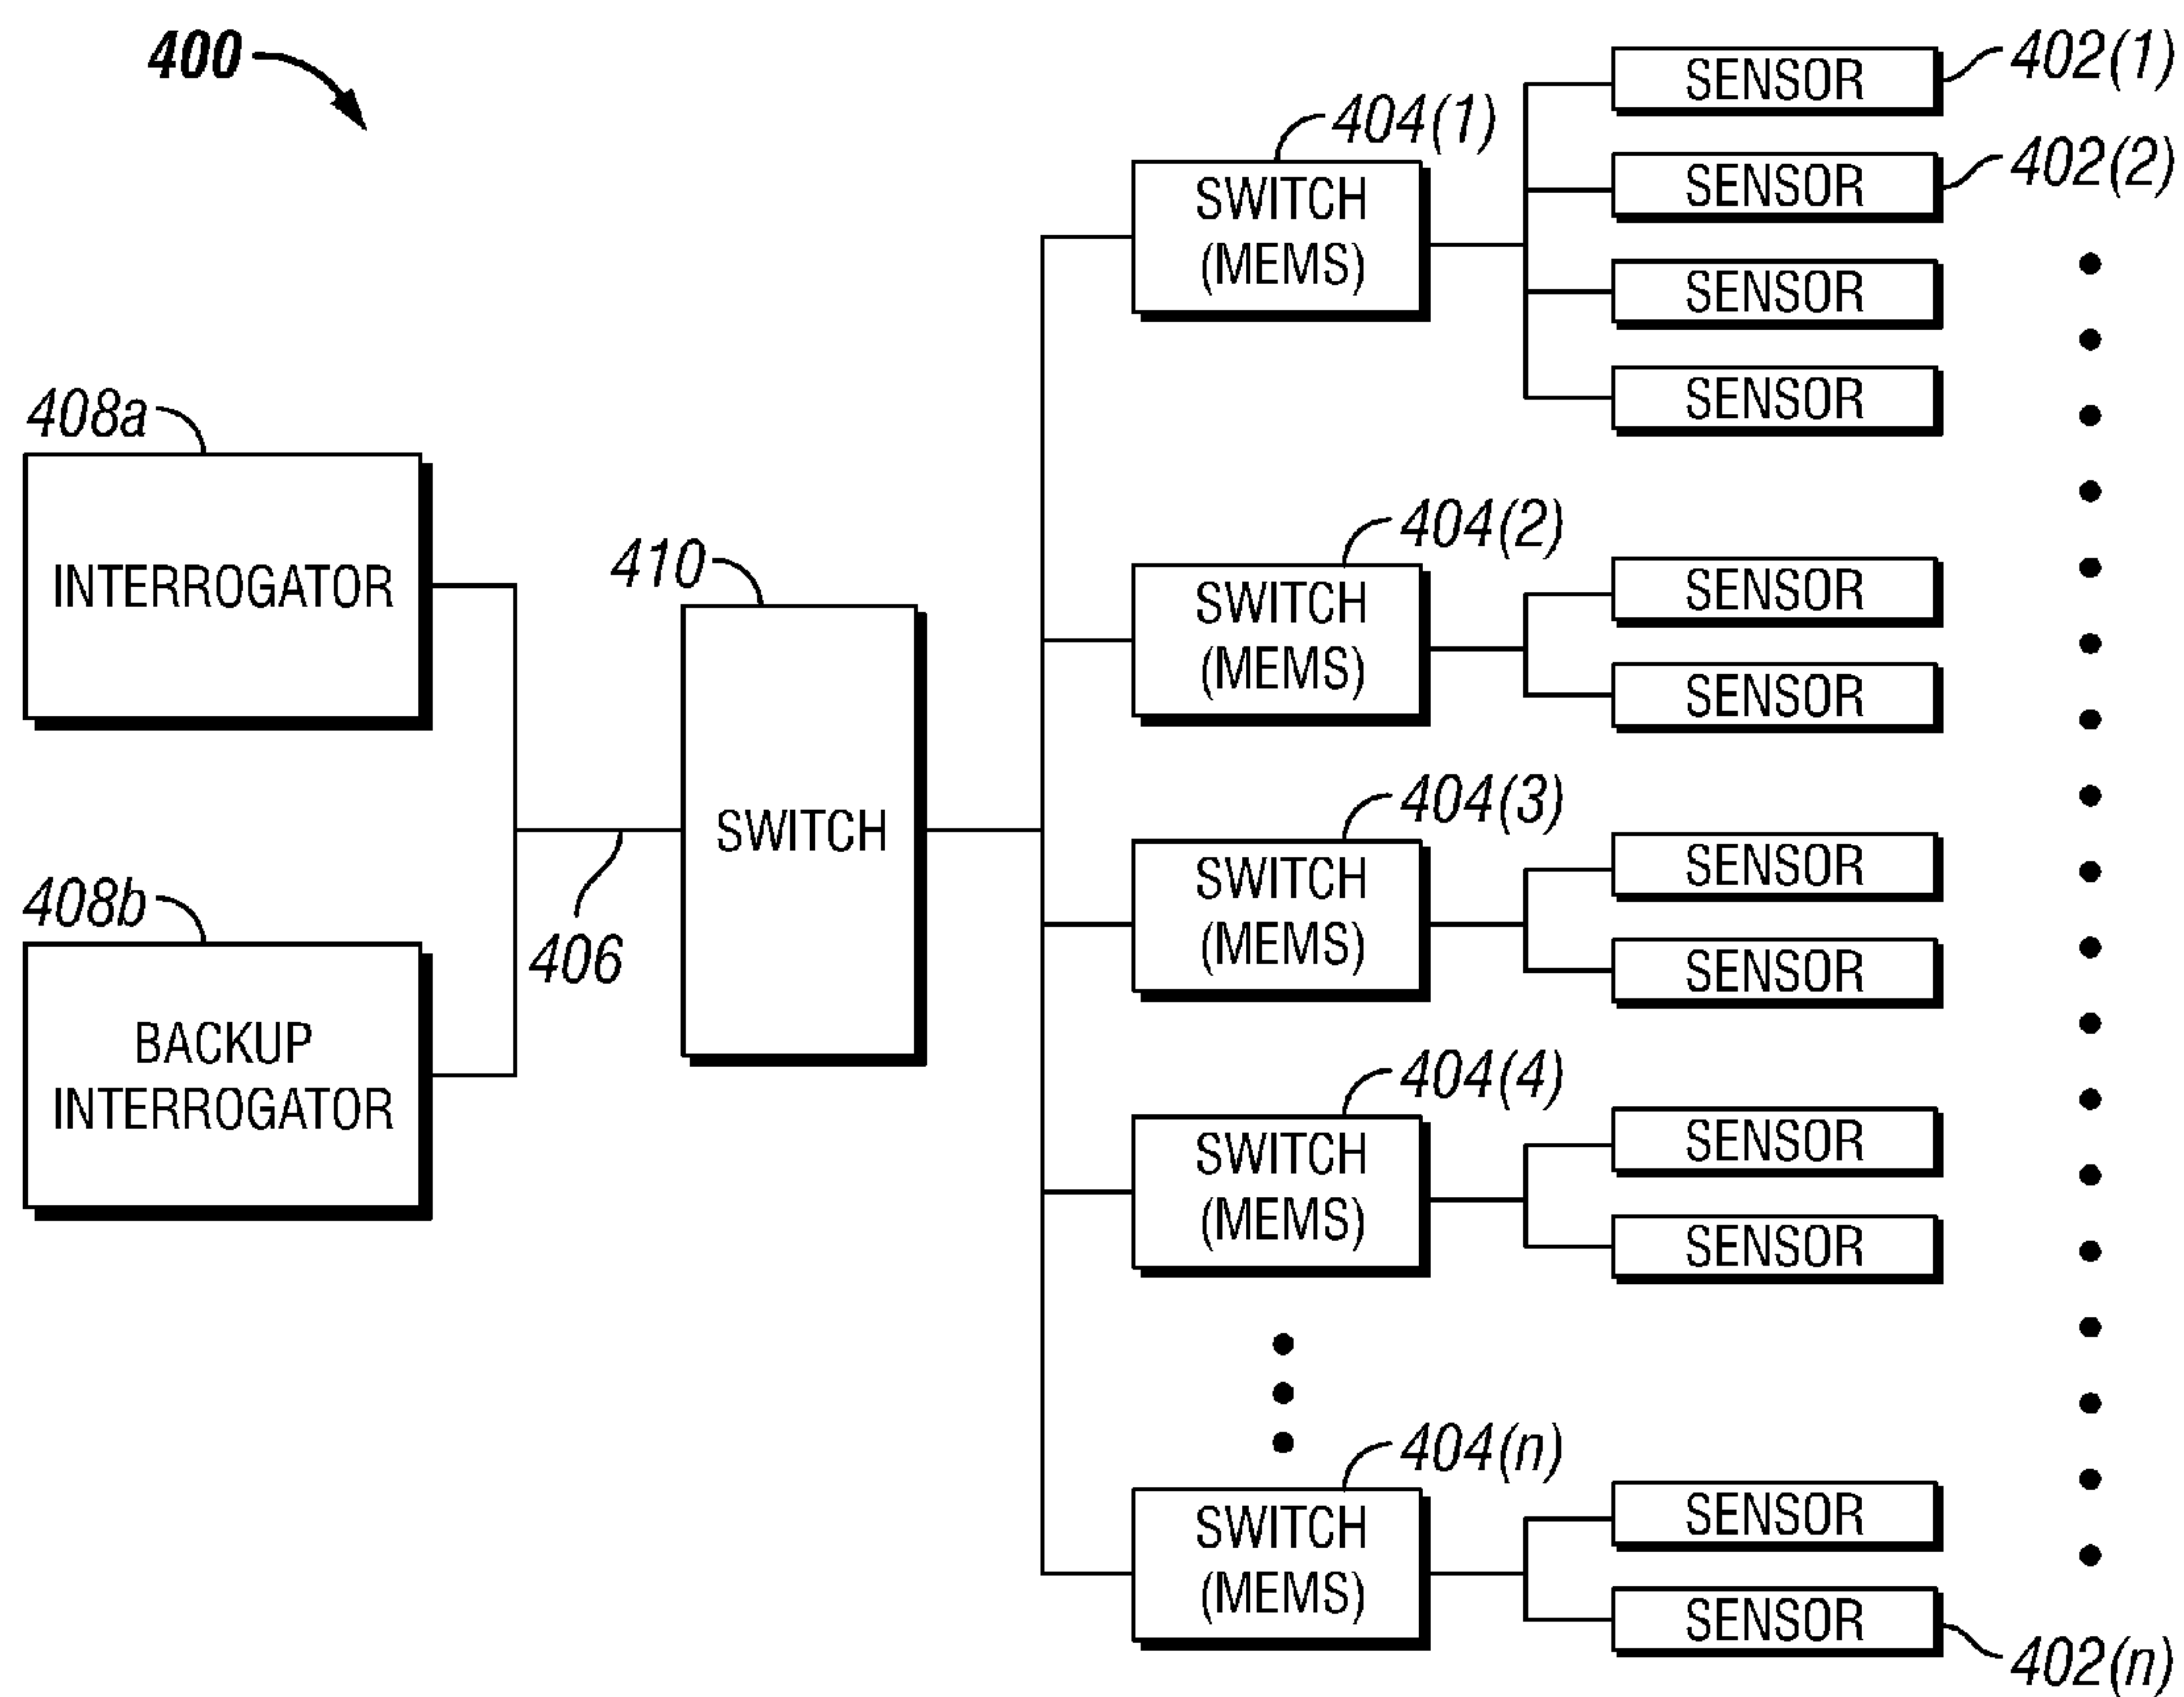 400
402(1)
SENSOR
404(1)
402(2)
SENSOR
SWITCH
(MEMS)
SENSOR
SENSOR
408a
INTERROGATOR
410
SWITCH
404(2)
SWITCH
(MEMS)
SENSOR
SENSOR
404(3)
SWITCH
(MEMS)
SENSOR
SENSOR
408b
BACKUP
INTERROGATOR
406
404(4)
SWITCH
(MEMS)
SENSOR
SENSOR
404(n)
SWITCH
(MEMS)
SENSOR
SENSOR
402(n)